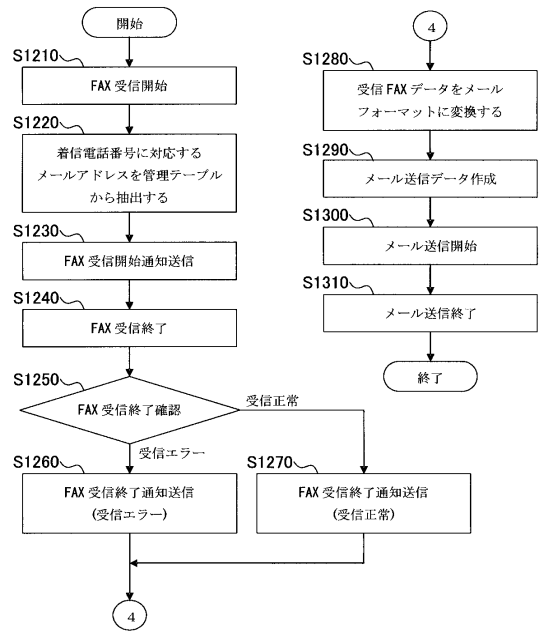 開始
S1210
FAX 受信開始
S1220
着信電話番号に対応する
メールアドレスを管理テーブル
から抽出する
S1230
FAX 受信開始通知送信
S1240
FAX 受信終了
S1250
FAX 受信終了確認
受信正常
受信エラー
S1260
FAX 受信終了通知送信
(受信エラー)
S1270
FAX 受信終了通知送信
(受信正常)
4
4
S1280
受信 FAX データをメール
フォーマットに変換する
S1290
メール送信データ作成
S1300
メール送信開始
S1310
メール送信終了
終了